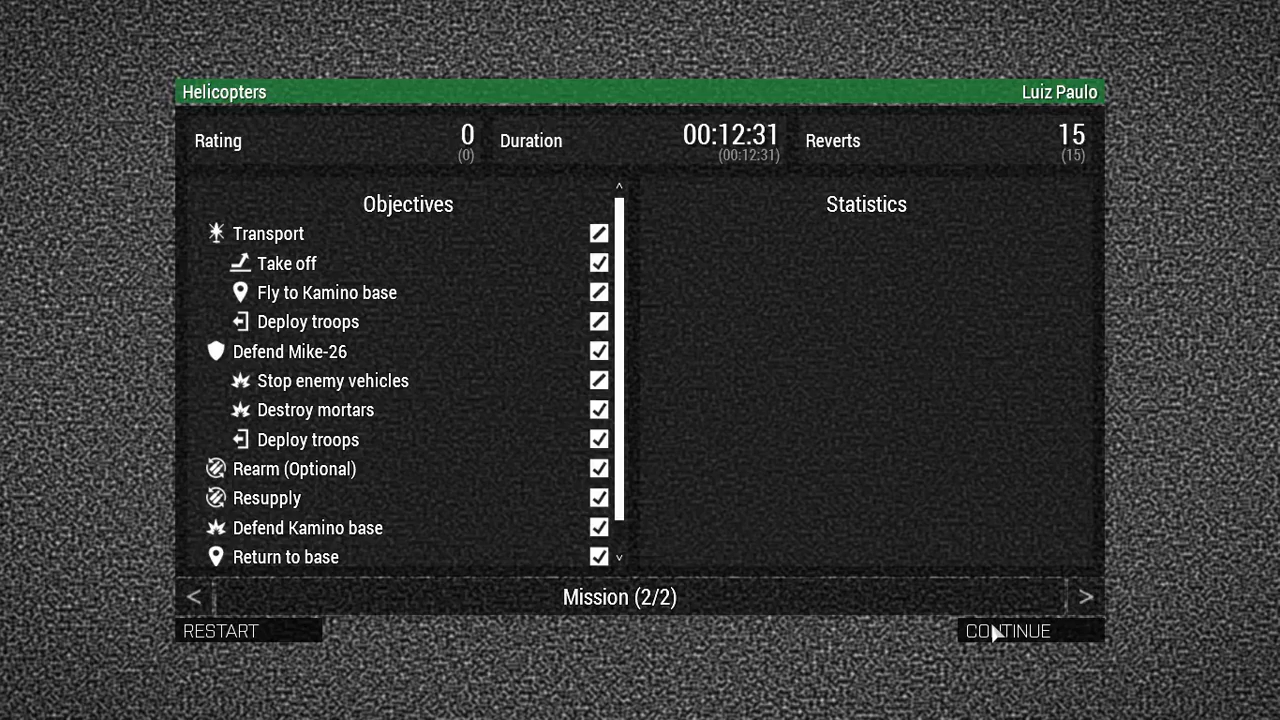 Helicopters Luiz Paulo
Rating 0 Duration 00:12:31 Reverts 15
(0) (00:12:31) (15)
Objectives Statistics
Transport
Take off
Fly to Kamino base
Deploy troops
Defend Mike-26
Stop enemy vehicles
Destroy mortars
Deploy troops
Rearm (Optional)
Resupply
Defend Kamino base
Return to base
< Mission (2/2) >
RESTART CONTINUE